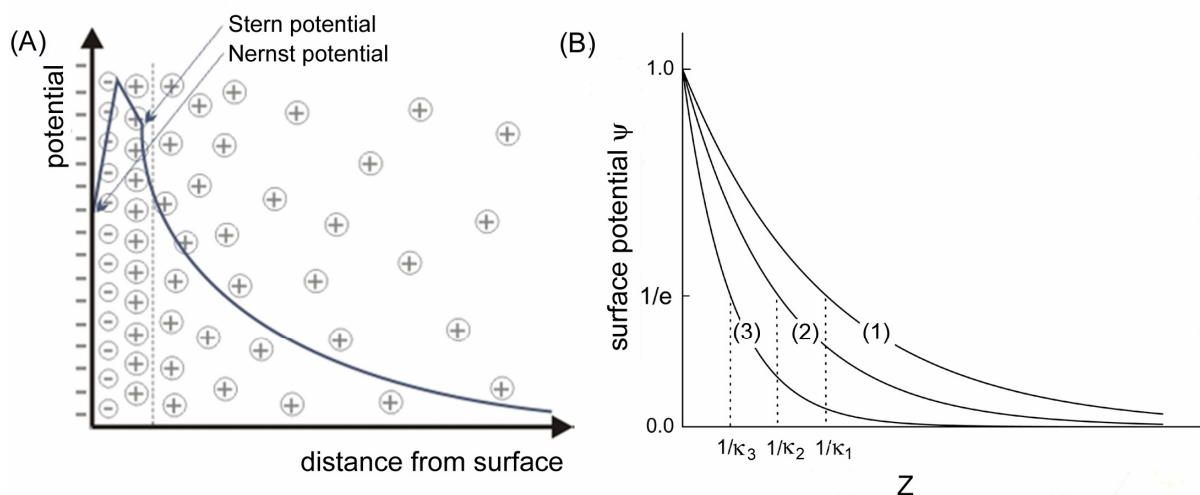 (A)
Stern potential
Nernst potential
potential
distance from surface
(B)
surface potential ψ
1.0
1/e
0.0
(3)
(2)
(1)
1/κ₃ 1/κ₂ 1/κ₁
Z